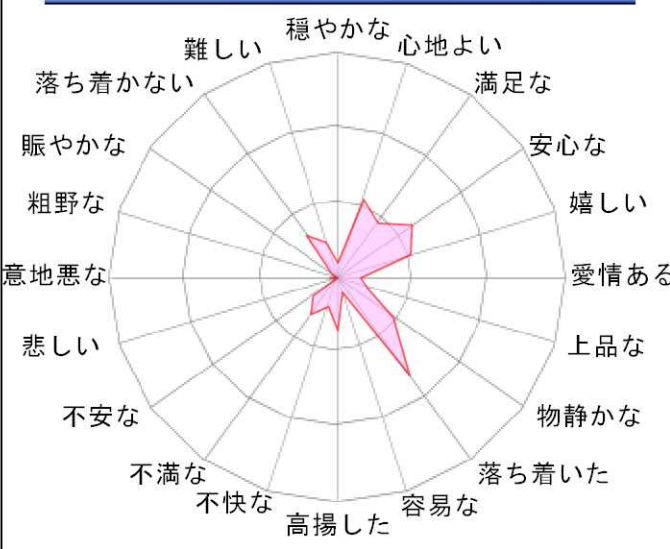 穏やかな
心地よい
満足な
安心な
嬉しい
愛情ある
上品な
物静かな
落ち着いた
容易な
高揚した
不快な
不満な
不安な
悲しい
意地悪な
粗野な
賑やかな
落ち着かない
難しい